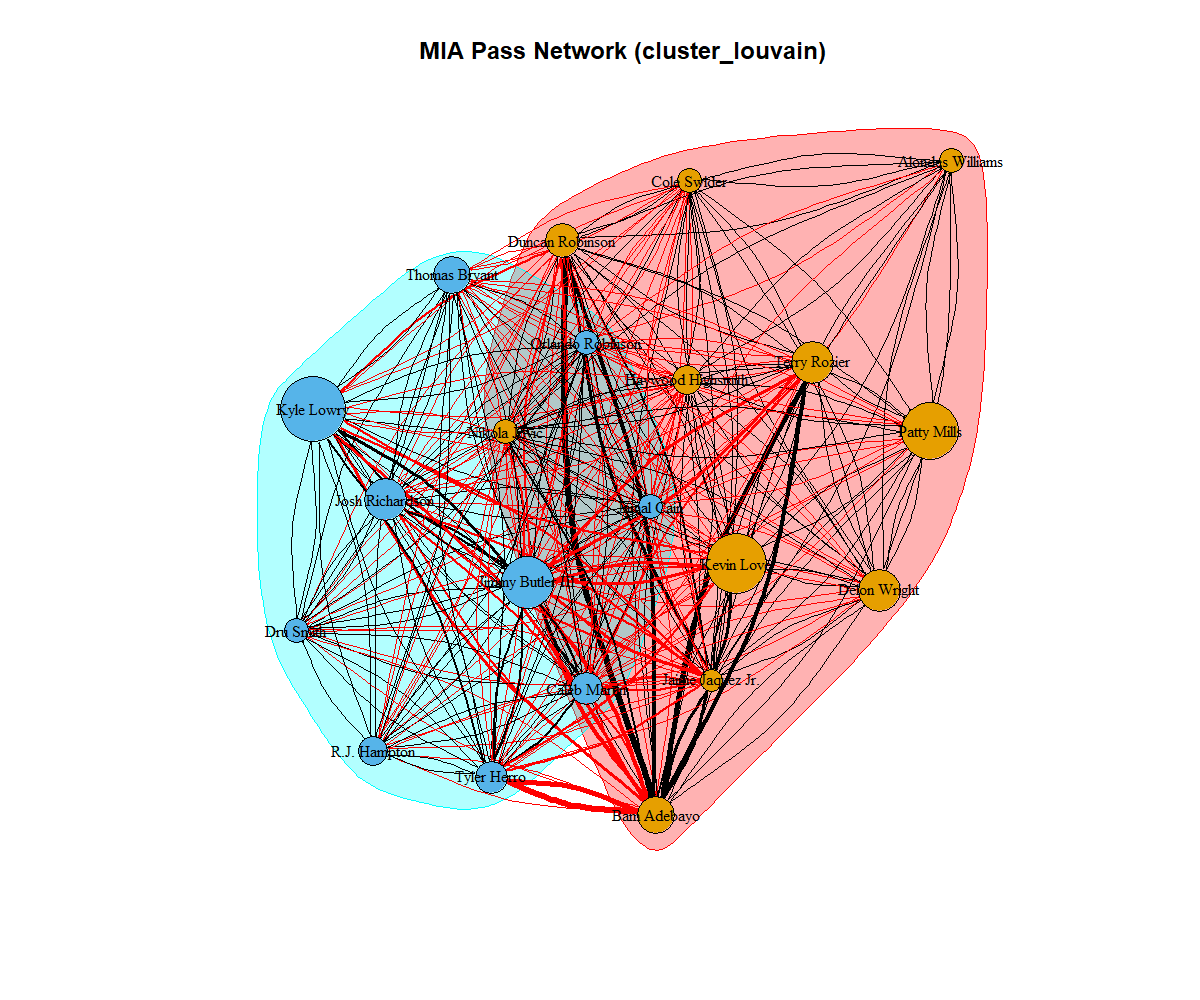 MIA Pass Network (cluster_louvain)
Alondes Williams
Cole Swider
Duncan Robinson
Thomas Bryant
Orlando Robinson
Terry Rozier
Haywood Highsmith
Kyle Lowry
Patty Mills
Nikola Jovic
Josh Richardson
Jamal Cain
Kevin Love
Jimmy Butler III
Delon Wright
Dru Smith
Jaime Jaquez Jr.
Caleb Martin
R.J. Hampton
Tyler Herro
Bam Adebayo